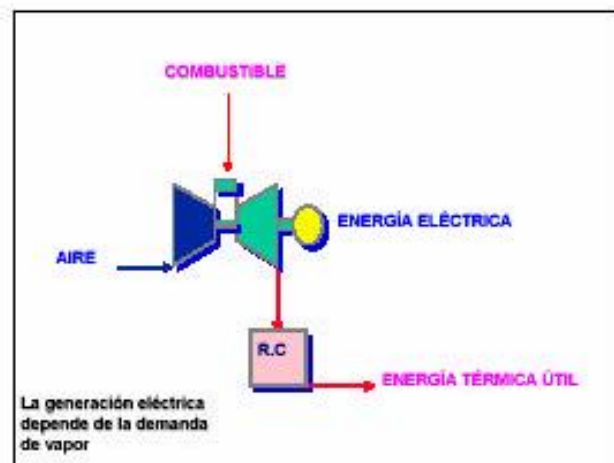 COMBUSTIBLE
ENERGÍA ELÉCTRICA
AIRE
R.C
ENERGÍA TÉRMICA ÚTIL
La generación eléctrica
depende de la demanda
de vapor